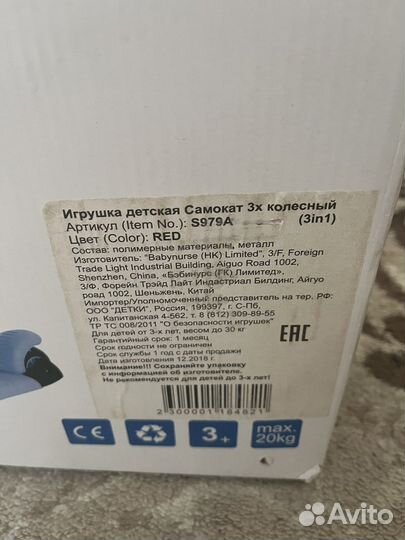 Игрушка детская Самокат 3х колесный
(3in1)
Артикул (Item No.): S979A
Цвет (Color): RED
Состав: полимерные материалы, металл
Изготовитель: "Babynurse (HK) Limited", 3/F, Foreign
Trade Light Industrial Building, Aiguo Road 1002,
Shenzhen, China, «Бэбинурс (ГК) Лимитед».
3/Ф, Форейн Трэйд Лайт Индастриал Билдинг, Айгуо
роад 1002, Шеньжень, Китай
Импортер/Уполномоченный представитель на тер. РФ:
ООО "ДЕТКИ", Россия, 199397, г. С-Пб,
ул. Капитанская 4-562, т. 8 (812) 309-89-55
ТР ТС 008/2011 "О безопасности игрушек"
Для детей от 3-х лет, весом до 30 кг
Гарантийный срок: 1 месяц
Срок годности не ограничен
Срок службы 1 год с даты продажи
Дата изготовления 12.2018 г.
Внимание!!! Сохраняйте упаковку
с информацией об изготовителе.
Не рекомендуется для детей до 3-х лет!
EAC
2 300001 184821
CE
3+
max.
20kg
Avito